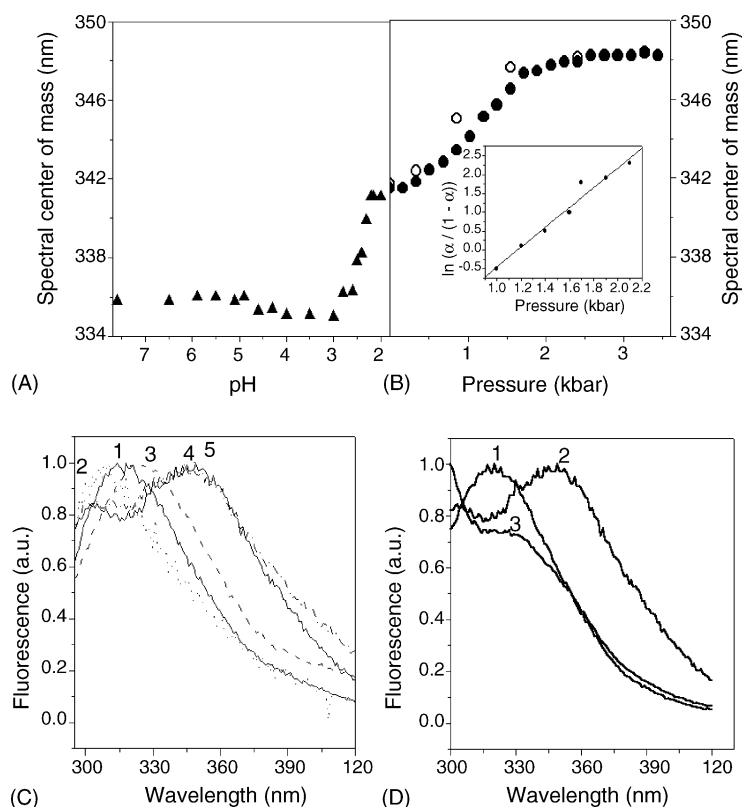 350
346
342
338
334
Spectral center of mass (nm)
7 6 5 4 3 2
pH
(A)
350
346
342
338
334
Spectral center of mass (nm)
1 2 3
Pressure (kbar)
(B)
ln (α / (1 - α))
2.5
2.0
1.5
1.0
0.5
0.0
-0.5
1.0 1.2 1.4 1.6 1.8 2.0 2.2
Pressure (kbar)
2 1 3 4 5
1.0
0.8
0.6
0.4
0.2
0.0
Fluorescence (a.u.)
295 330 360 390 120
Wavelength (nm)
(C)
1 2
3
1.0
0.8
0.6
0.4
0.2
0.0
Fluorescence (a.u.)
300 330 360 390 120
Wavelength (nm)
(D)